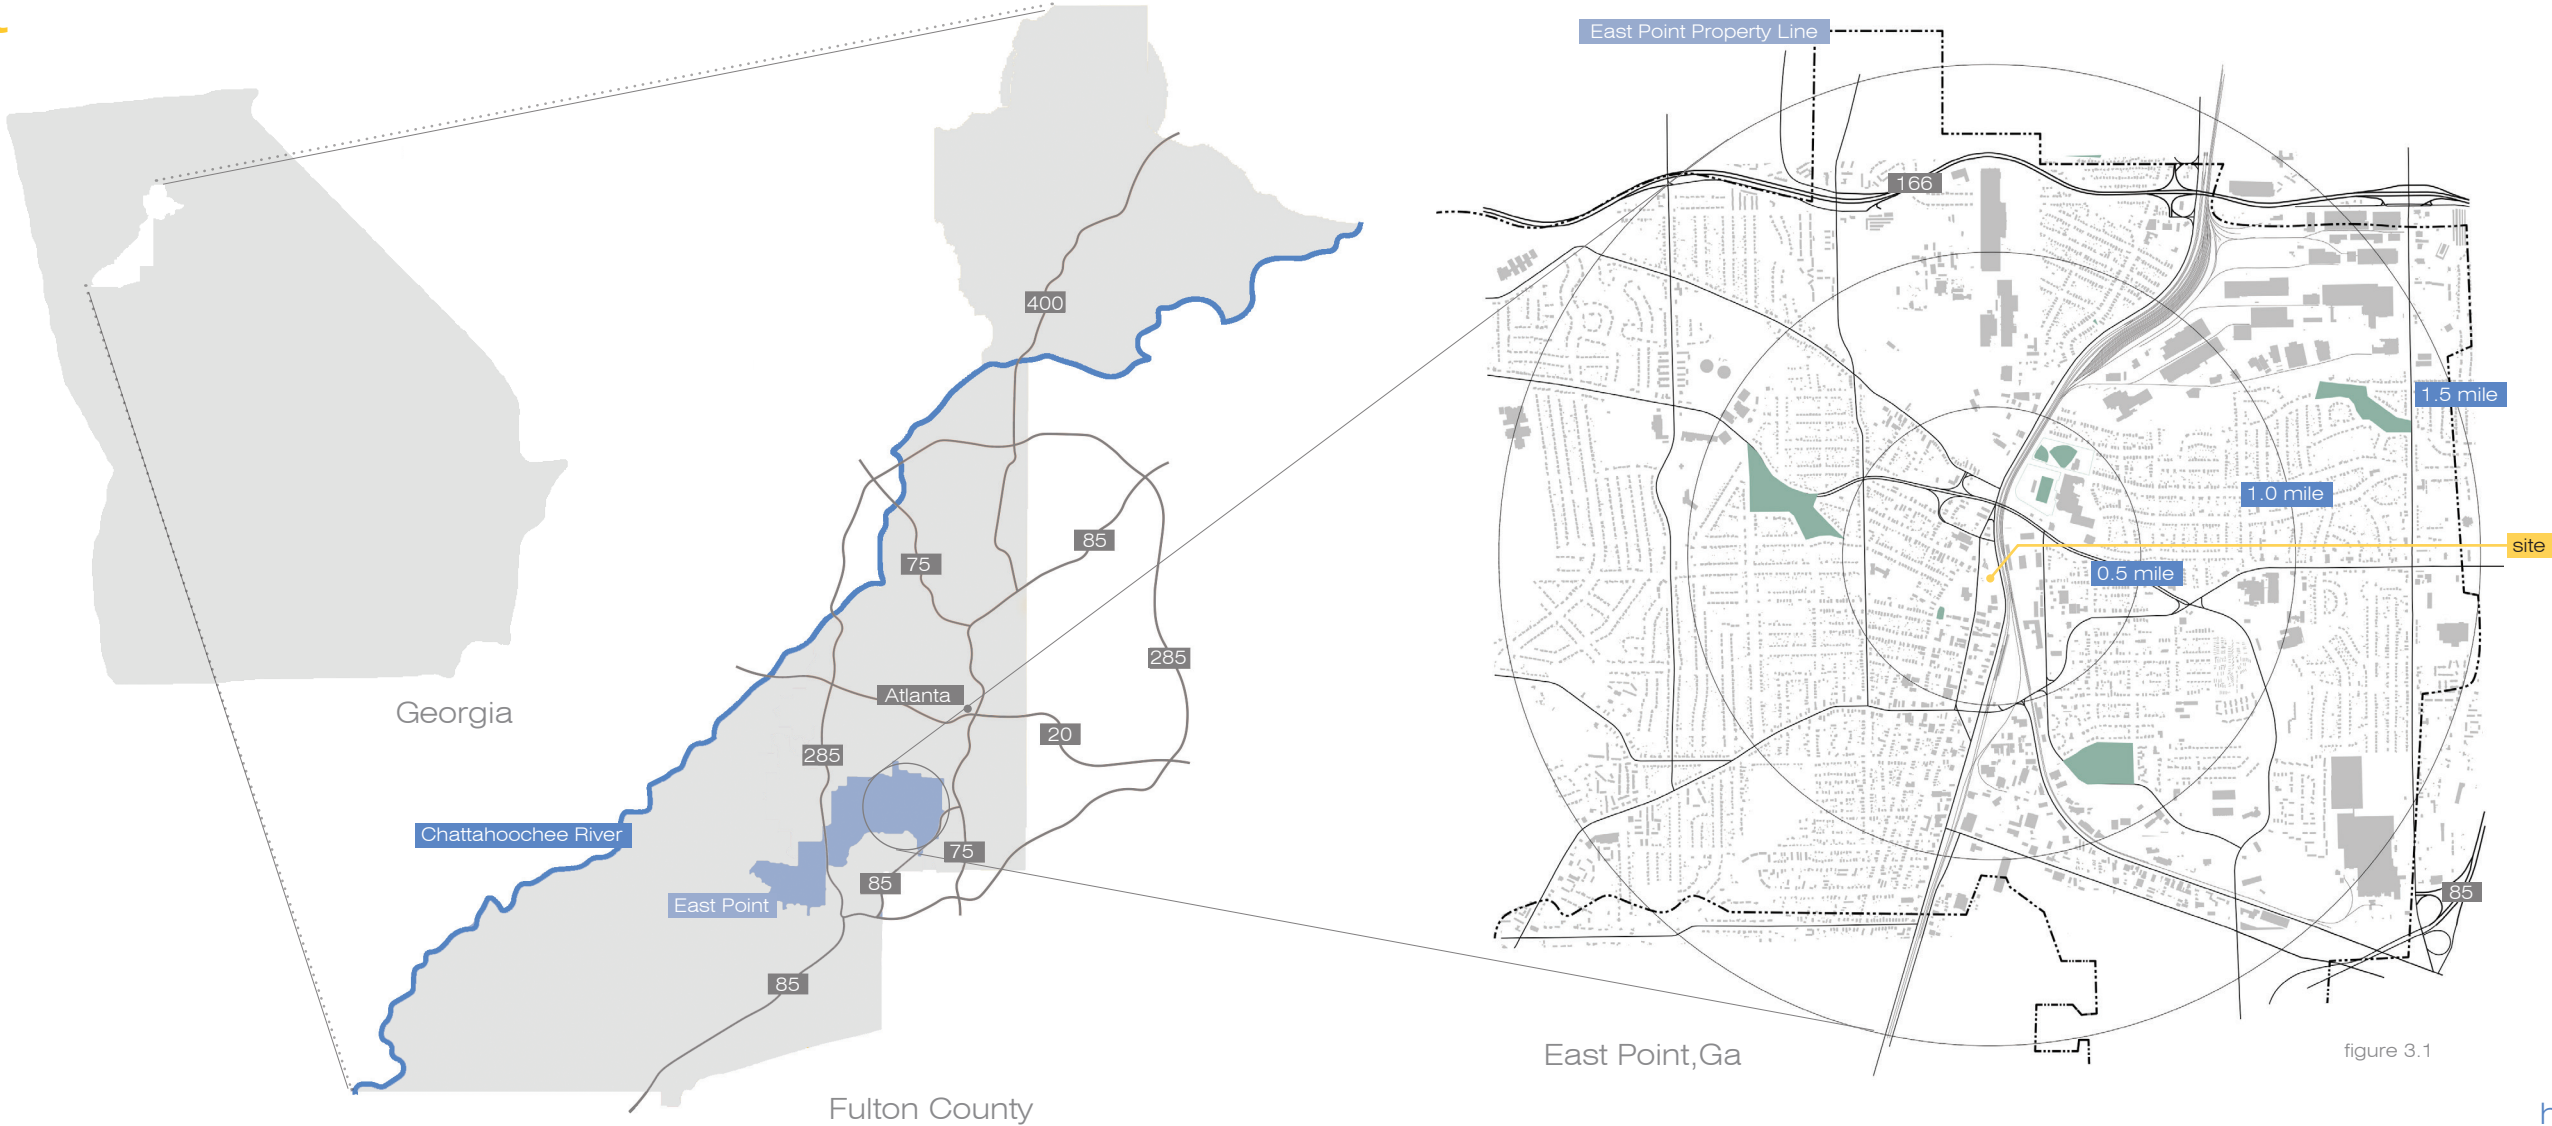 East Point Property Line
166
400
1.5 mile
1.0 mile
85
75
site
0.5 mile
285
Atlanta
Georgia
20
285
Chattahoochee River
75
85
85
East Point
85
East Point,Ga
figure 3.1
Fulton County